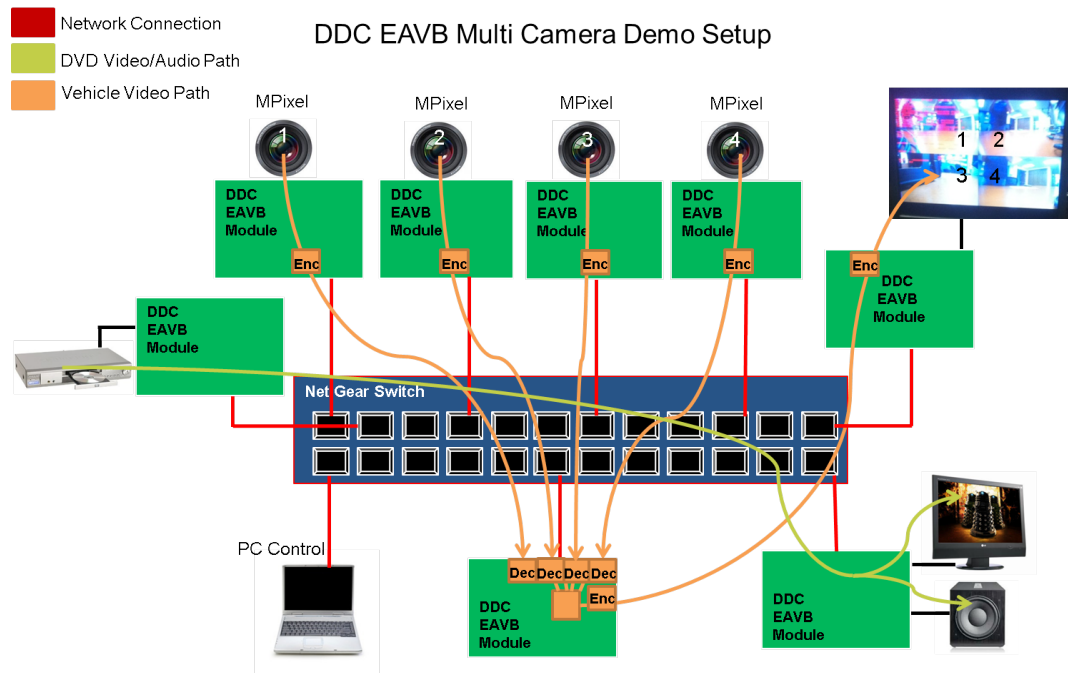 DDC EAVB Multi Camera Demo Setup
Network Connection
DVD Video/Audio Path
Vehicle Video Path
MPixel
MPixel
MPixel
MPixel
1
2
3
4
1 2
3 4
DDC
EAVB
Module
Enc
DDC
EAVB
Module
Enc
DDC
EAVB
Module
Enc
DDC
EAVB
Module
Enc
Enc
DDC
EAVB
Module
DDC
EAVB
Module
Net Gear Switch
PC Control
Dec Dec Dec Dec
Enc
DDC
EAVB
Module
DDC
EAVB
Module